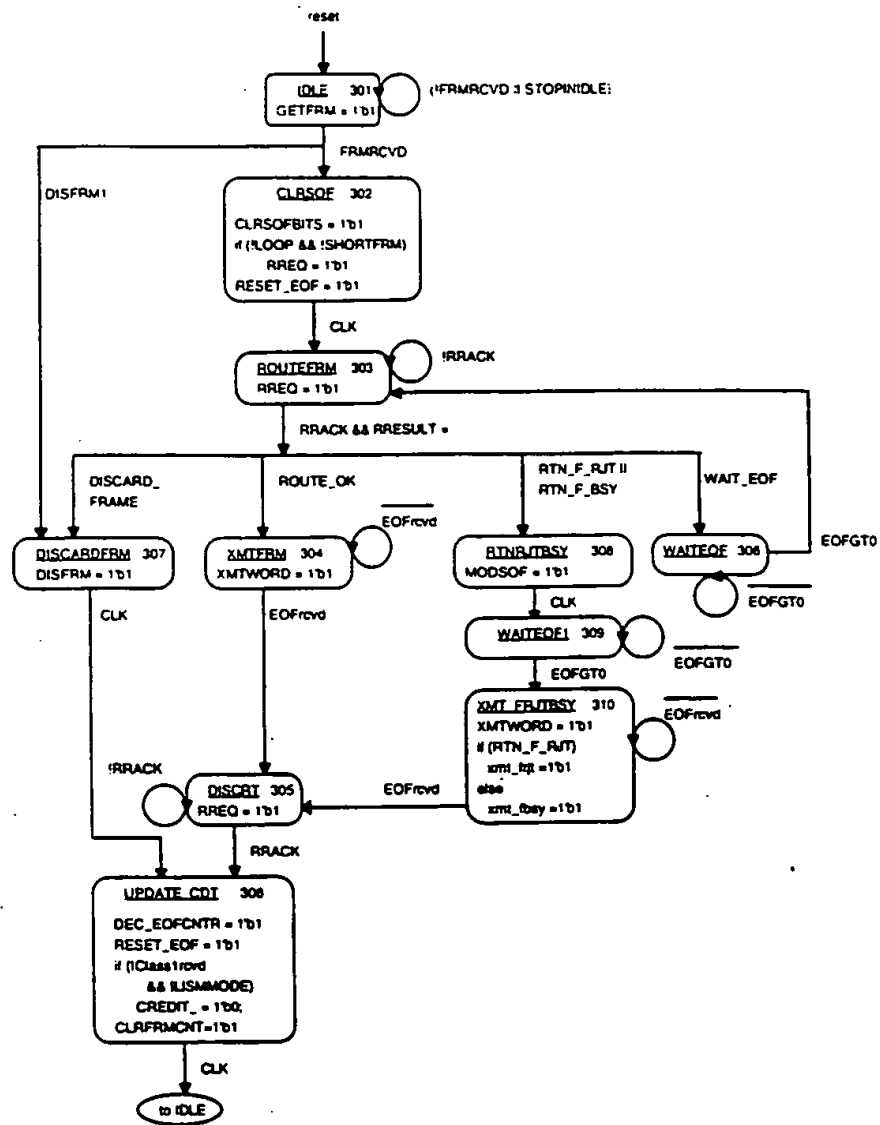 reset
IDLE 301
GETFRM = 1'b1
(!FRMRCVD 3 STOPINIDLE)
FRMRCVD
DISFRM1
CLRSOF 302
CLRSOFBITS = 1'b1
if (!LOOP && !SHORTFRM)
RREQ = 1'b1
RESET_EOF = 1'b1
CLK
ROUTEFRM 303
RREQ = 1'b1
!RRACK
RRACK && RRESULT =
DISCARD_
FRAME
ROUTE_OK
RTN_F_RJT ||
RTN_F_BSY
WAIT_EOF
EOFrcvd
DISCARDFRM 307
DISFRM = 1'b1
XMTFRM 304
XMTWORD = 1'b1
RTNRJTBSY 308
MODSOF = 1'b1
WAITEOF 306
EOFGT0
EOFGT0
CLK
EOFrcvd
CLK
WAITEOF1 309
EOFGT0
EOFGT0
XMT_FRJTBSY 310
XMTWORD = 1'b1
if (RTN_F_RJT)
xmt_frjt =1'b1
else
xmt_fbsy =1'b1
EOFrcvd
!RRACK
DISCRT 305
RREQ = 1'b1
EOFrcvd
RRACK
UPDATE_CDT 306
DEC_EOFCNTR = 1'b1
RESET_EOF = 1'b1
if (!Class1rcvd
&& !LISMMODE)
CREDIT_ = 1'b0;
CLRFRMCNT=1'b1
CLK
to IDLE